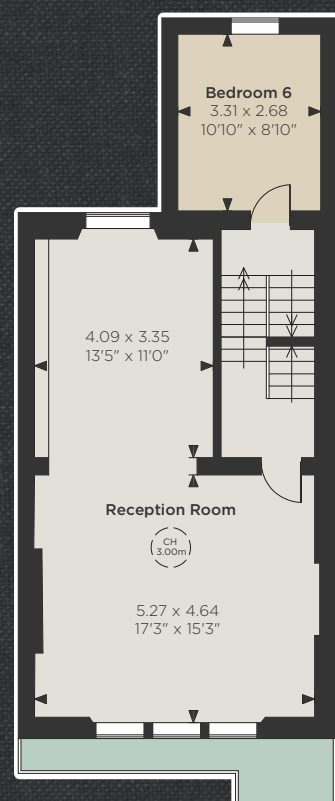 Bedroom 6
3.31 x 2.68
10'10" x 8'10"
4.09 x 3.35
13'5" x 11'0"
Reception Room
CH
3.00m
5.27 x 4.64
17'3" x 15'3"